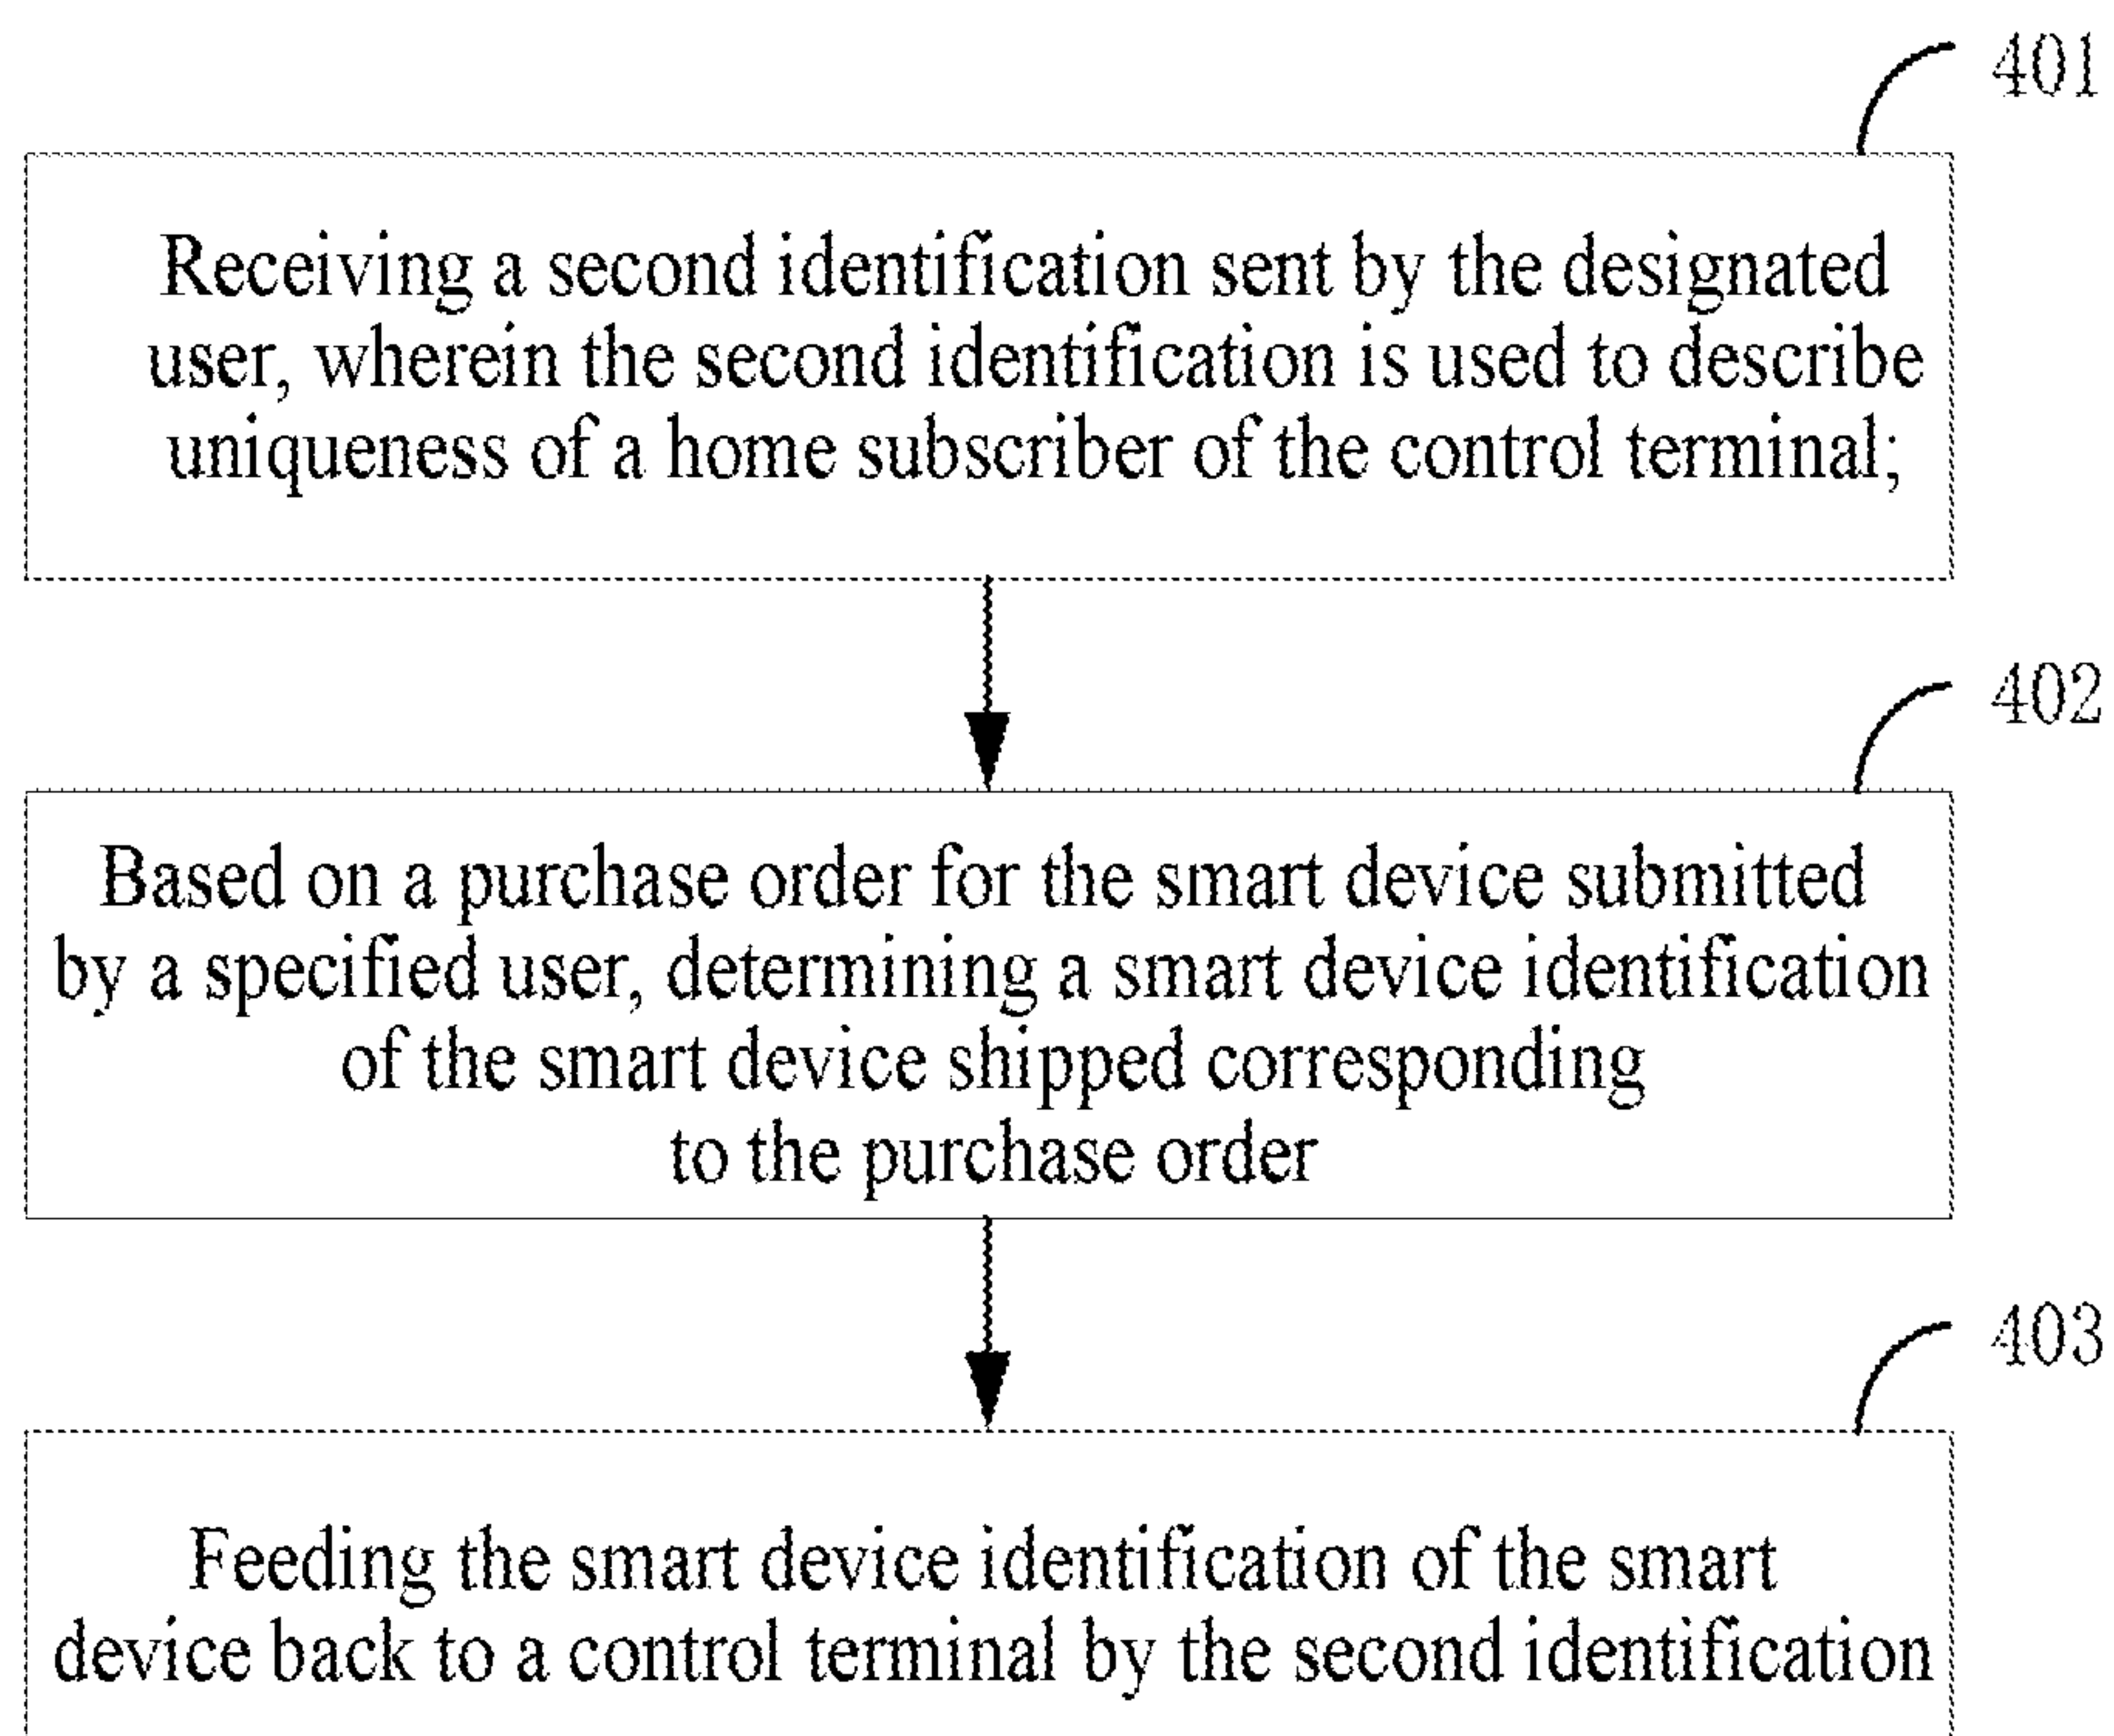 401
Receiving a second identification sent by the designated
user, wherein the second identification is used to describe
uniqueness of a home subscriber of the control terminal;
402
Based on a purchase order for the smart device submitted
by a specified user, determining a smart device identification
of the smart device shipped corresponding
to the purchase order
403
Feeding the smart device identification of the smart
device back to a control terminal by the second identification